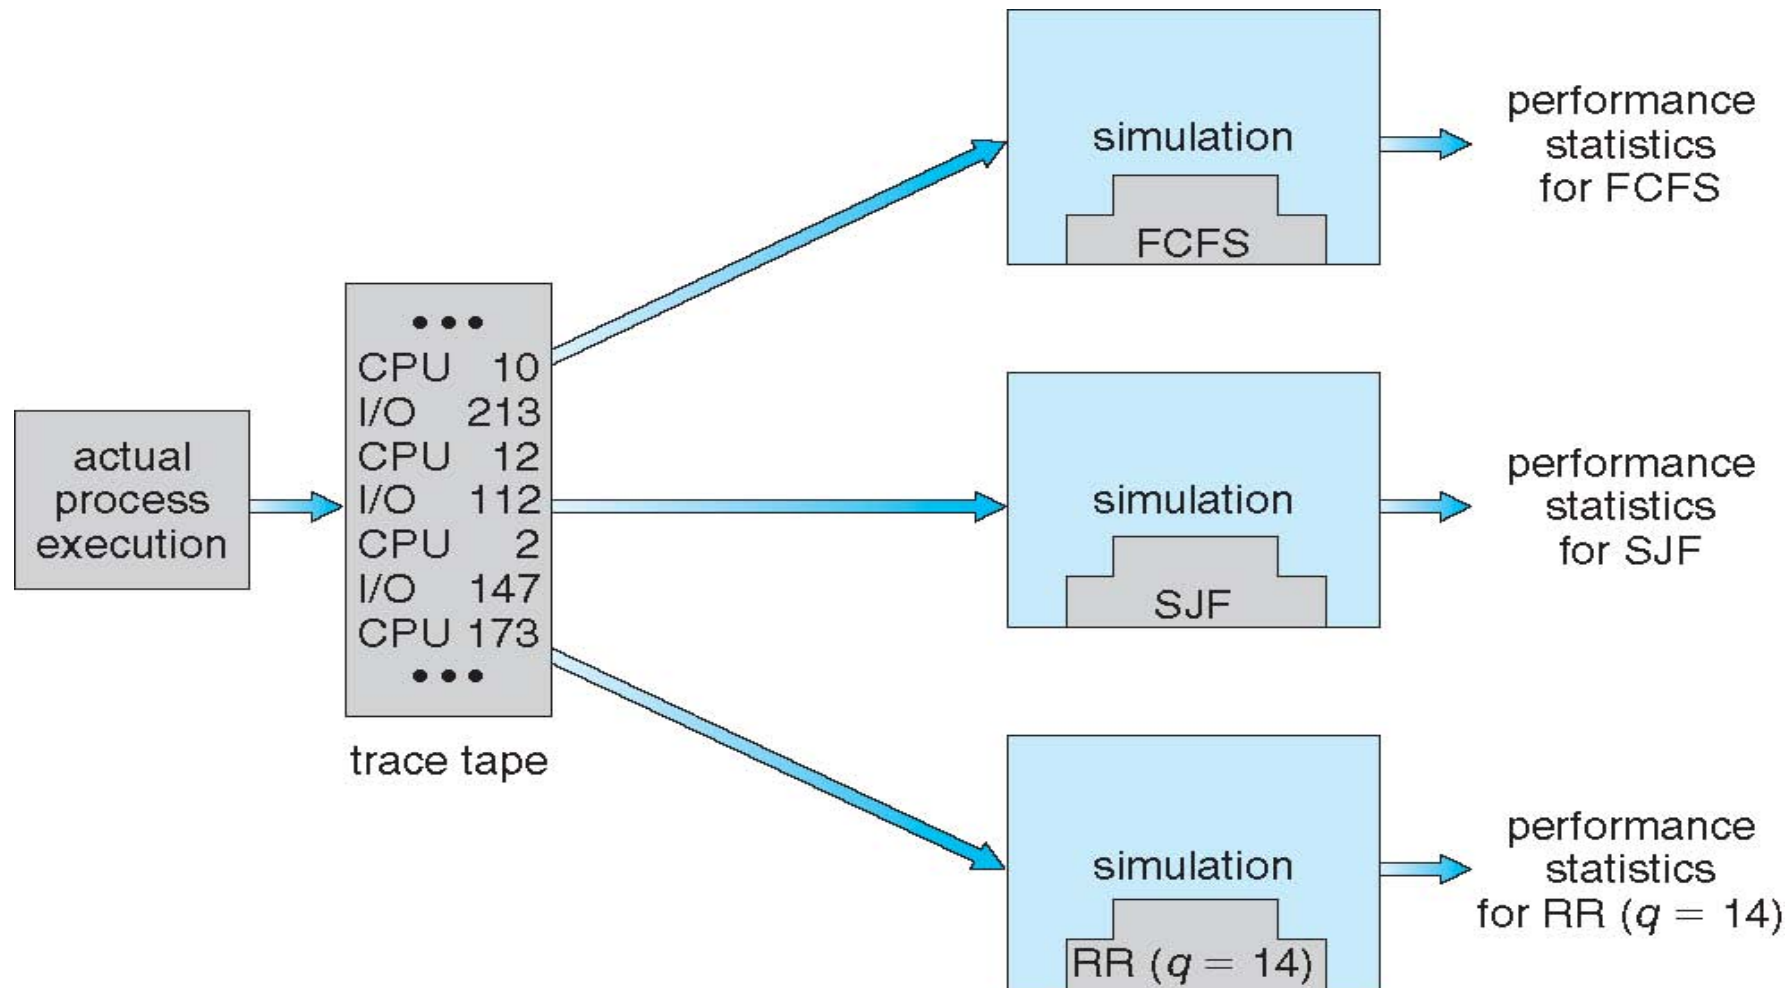 actual
process
execution
• • •
CPU 10
I/O 213
CPU 12
I/O 112
CPU 2
I/O 147
CPU 173
• • •
trace tape
simulation
FCFS
performance
statistics
for FCFS
simulation
SJF
performance
statistics
for SJF
simulation
RR (q = 14)
performance
statistics
for RR (q = 14)